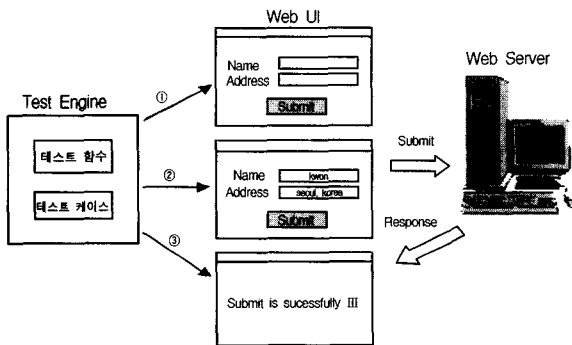 Web UI
Web Server
Test Engine
①
Name
Address
Submit
테스트 함수
테스트 케이스
②
Name kwon
Address seoul, korea
Submit
Submit
Response
③
Submit is sucessfully !!!